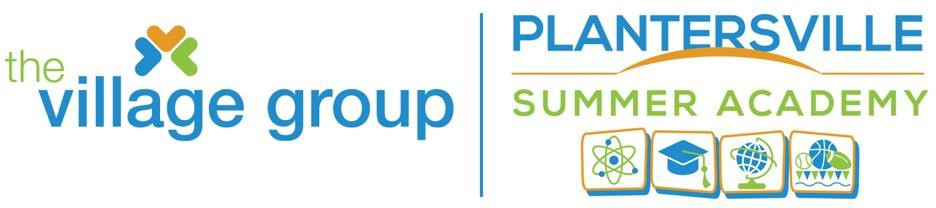 the
village group
PLANTERSVILLE
SUMMER ACADEMY